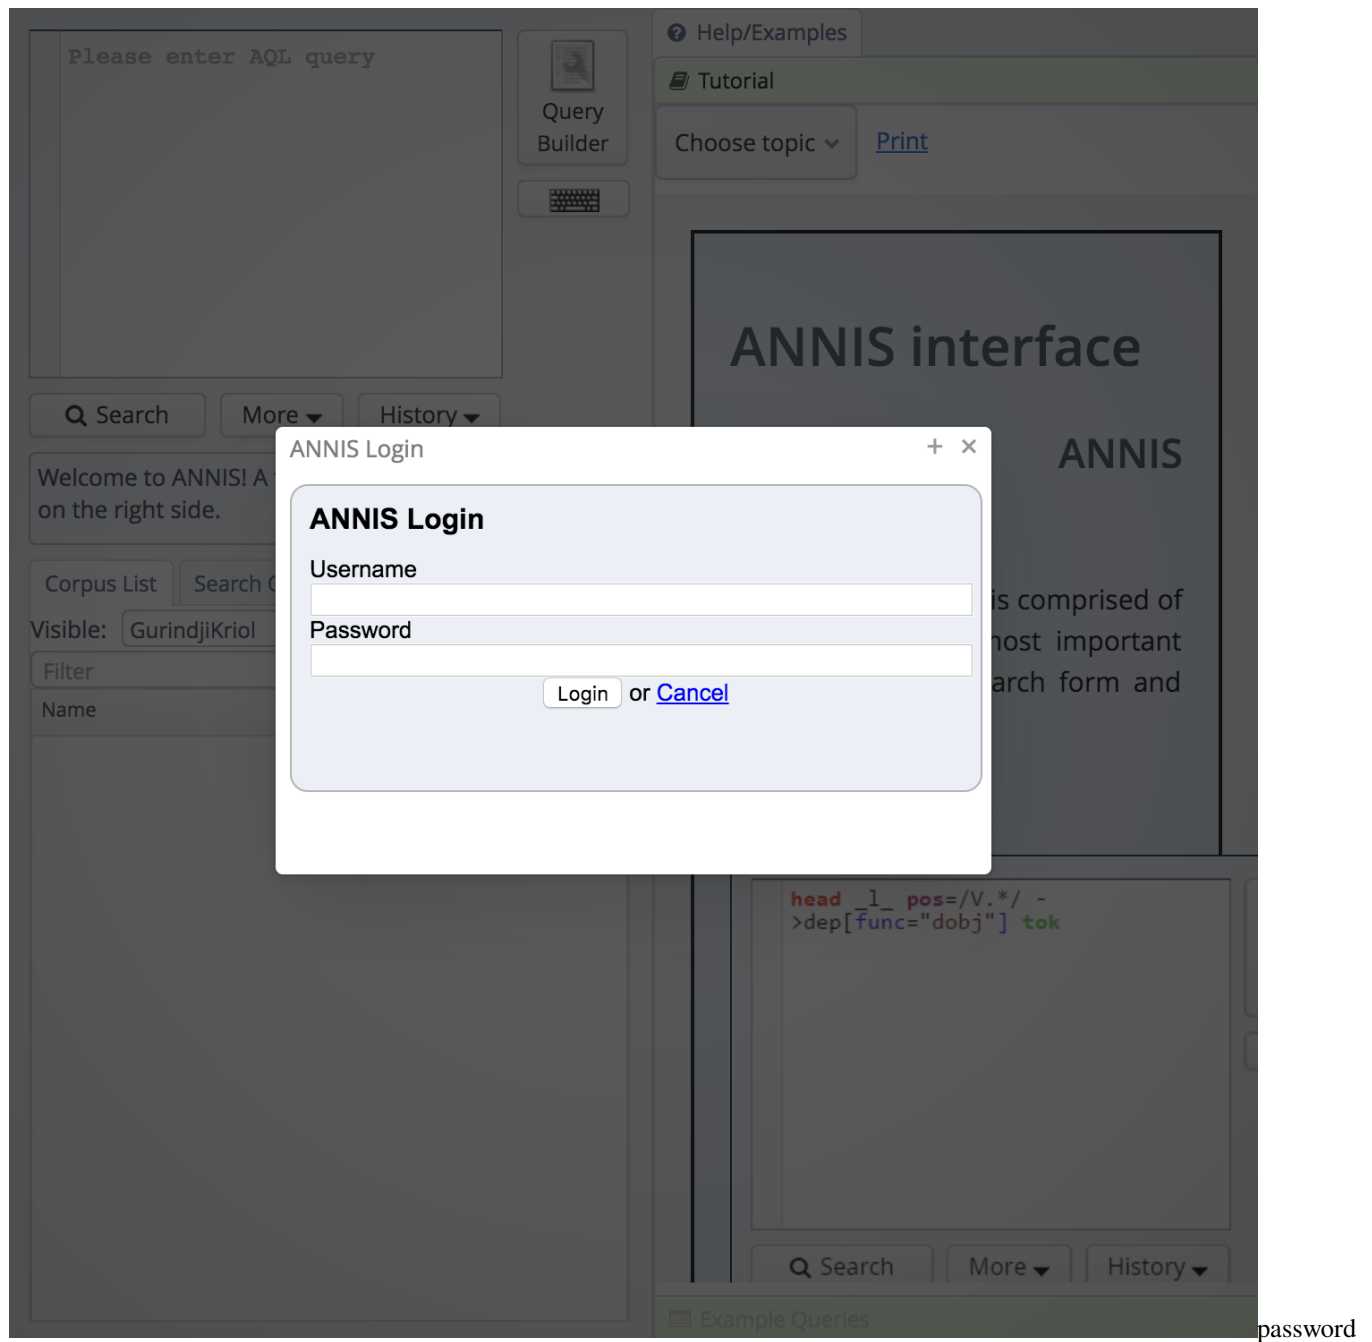 Please enter AQL query
Query
Builder
Search
More
History
Welcome to ANNIS! A
on the right side.
Corpus List
Search
Visible:
GurindjiKriol
Filter
Name
Help/Examples
Tutorial
Choose topic
Print
ANNIS interface
ANNIS
is comprised of
most important
arch form and
ANNIS Login
ANNIS Login
Username
Password
Login or Cancel
head _l_ pos=/V.*/ -
>dep[func="dobj"] tok
Search
More
History
Example Queries
password